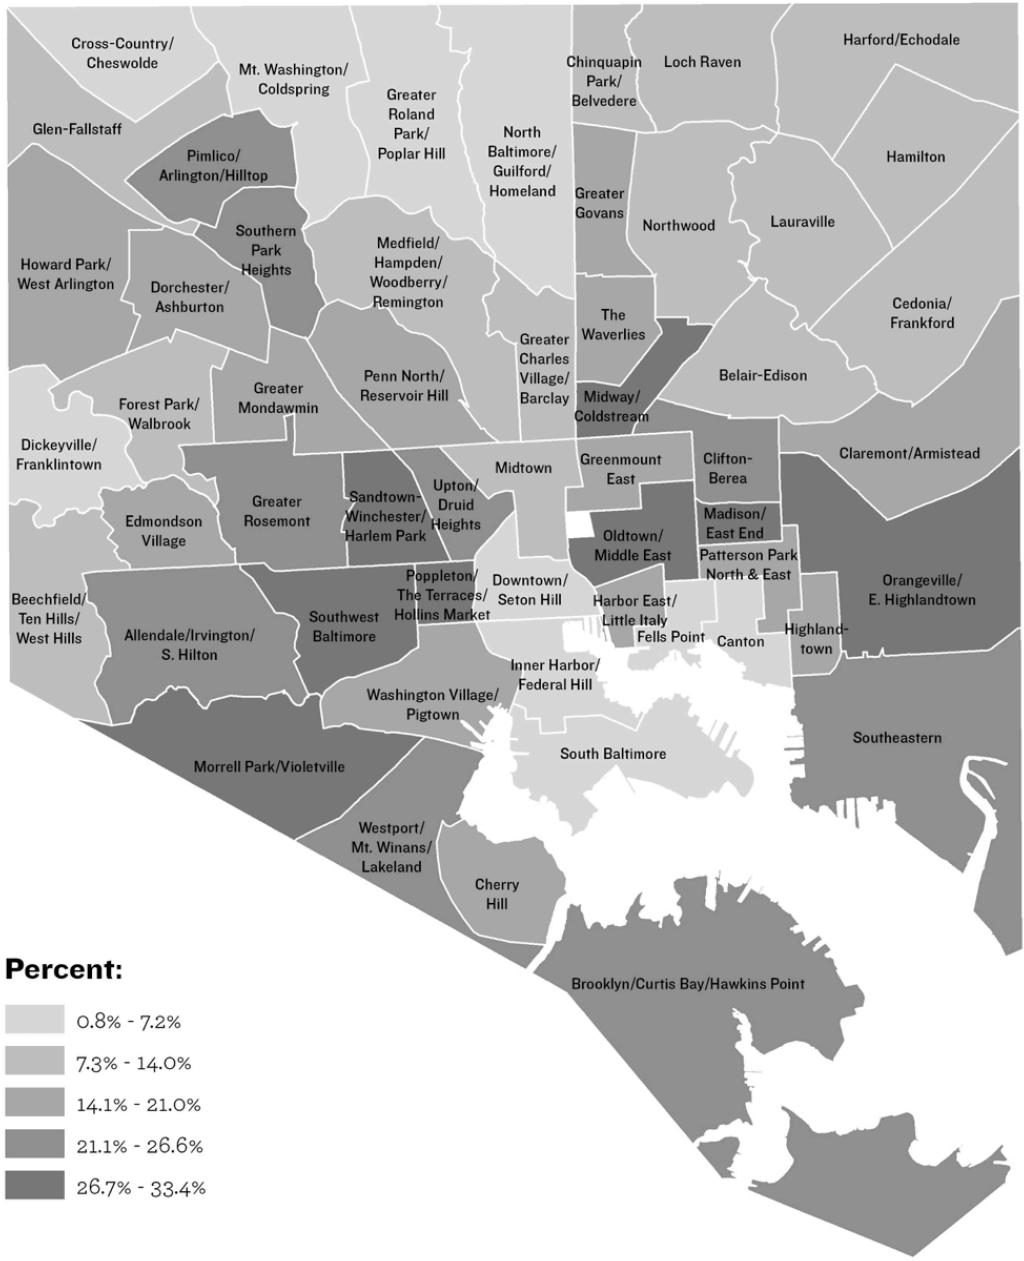 Cross-Country/
Cheswolde
Mt. Washington/
Coldspring
Greater
Roland
Park/
Poplar Hill
North
Baltimore/
Guilford/
Homeland
Chinquapin
Park/
Belvedere
Loch Raven
Harford/Echodale
Glen-Fallstaff
Pimlico/
Arlington/Hilltop
Hamilton
Greater
Govans
Northwood
Lauraville
Southern
Park
Heights
Howard Park/
West Arlington
Dorchester/
Ashburton
Medfield/
Hampden/
Woodberry/
Remington
Cedonia/
Frankford
The
Waverlies
Greater
Charles
Village/
Barclay
Belair-Edison
Penn North/
Reservoir Hill
Greater
Mondawmin
Forest Park/
Walbrook
Midway/
Coldstream
Dickeyville/
Franklintown
Claremont/Armistead
Midtown
Greenmount
East
Clifton-
Berea
Upton/
Druid
Heights
Sandtown-
Winchester/
Harlem Park
Greater
Rosemont
Edmondson
Village
Oldtown/
Middle East
Madison/
East End
Patterson Park
North & East
Orangeville/
E. Highlandtown
Beechfield/
Ten Hills/
West Hills
Allendale/Irvington/
S. Hilton
Southwest
Baltimore
Poppleton/
The Terraces/
Hollins Market
Downtown/
Seton Hill
Harbor East/
Little Italy
Fells Point
Canton
Highland-
town
Inner Harbor/
Federal Hill
Washington Village/
Pigtown
South Baltimore
Southeastern
Morrell Park/Violetville
Westport/
Mt. Winans/
Lakeland
Cherry
Hill
Brooklyn/Curtis Bay/Hawkins Point
Percent:
0.8% - 7.2%
7.3% - 14.0%
14.1% - 21.0%
21.1% - 26.6%
26.7% - 33.4%